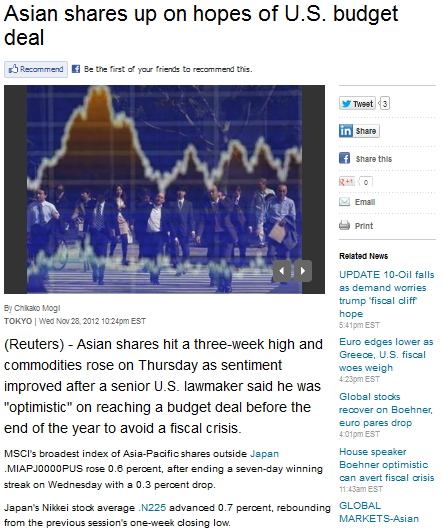 Asian shares up on hopes of U.S. budget
deal
Recommend
Be the first of your friends to recommend this.
Tweet
3
in
Share
f
Share this
+1
0
Email
Print
By Chikako Mogi
TOKYO | Wed Nov 28, 2012 10:24pm EST
(Reuters) - Asian shares hit a three-week high and
commodities rose on Thursday as sentiment
improved after a senior U.S. lawmaker said he was
"optimistic" on reaching a budget deal before the
end of the year to avoid a fiscal crisis.
MSCI's broadest index of Asia-Pacific shares outside Japan
.MIAPJ0000PUS rose 0.6 percent, after ending a seven-day winning
streak on Wednesday with a 0.3 percent drop.
Japan's Nikkei stock average .N225 advanced 0.7 percent, rebounding
from the previous session's one-week closing low.
Related News
UPDATE 10-Oil falls
as demand worries
trump 'fiscal cliff'
hope
5:41pm EST
Euro edges lower as
Greece, U.S. fiscal
woes weigh
4:23pm EST
Global stocks
recover on Boehner,
euro pares drop
4:01pm EST
House speaker
Boehner optimistic
can avert fiscal crisis
11:43am EST
GLOBAL
MARKETS-Asian